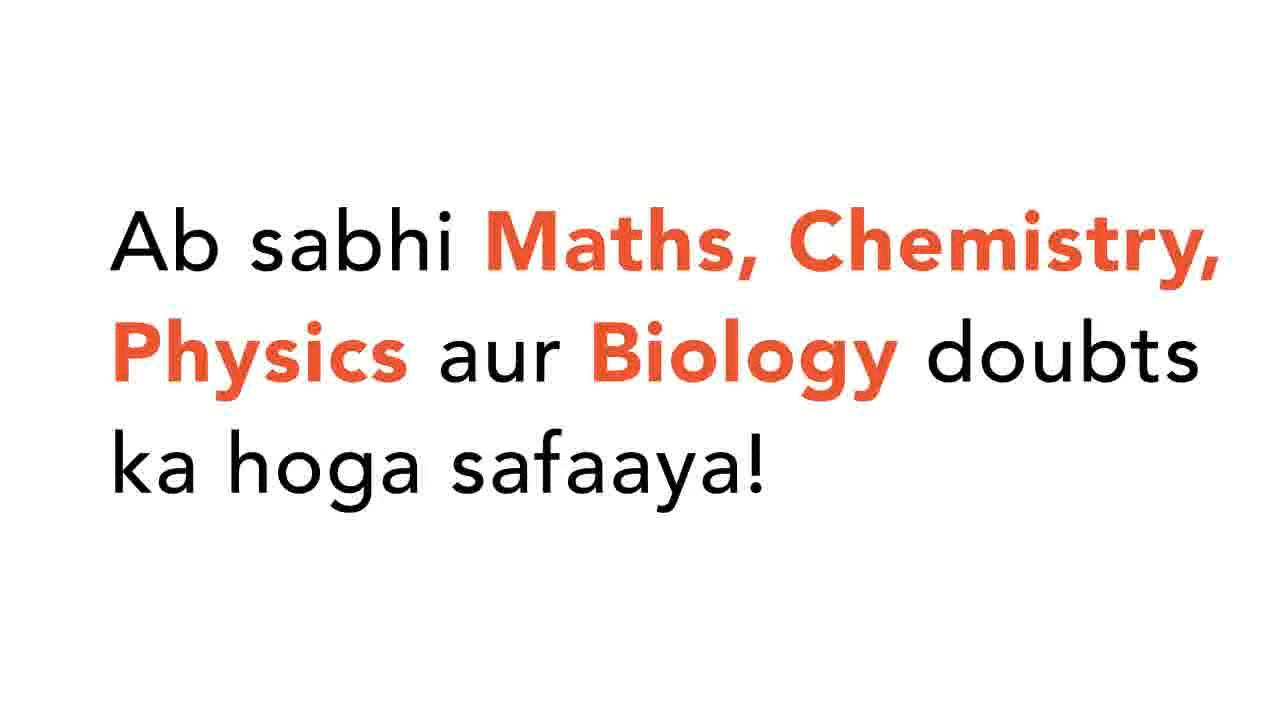 Ab sabhi Maths, Chemistry,
Physics aur Biology doubts
ka hoga safaaya!